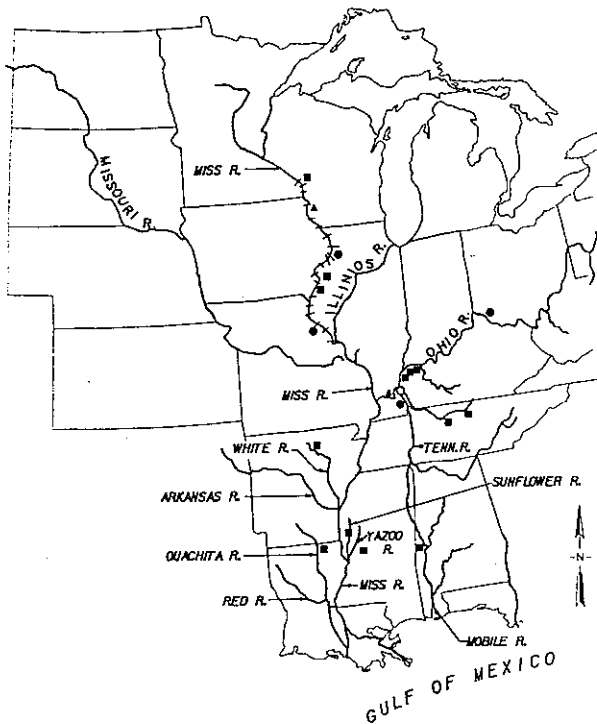 MISS R.
MISSOURI R.
ILLINIOS R.
OHIO R.
MISS R.
WHITE R.
TENN. R.
SUNFLOWER R.
ARKANSAS R.
YAZOO
R.
OUACHITA R.
-N-
MISS R.
RED R.
MOBILE R.
GULF OF MEXICO